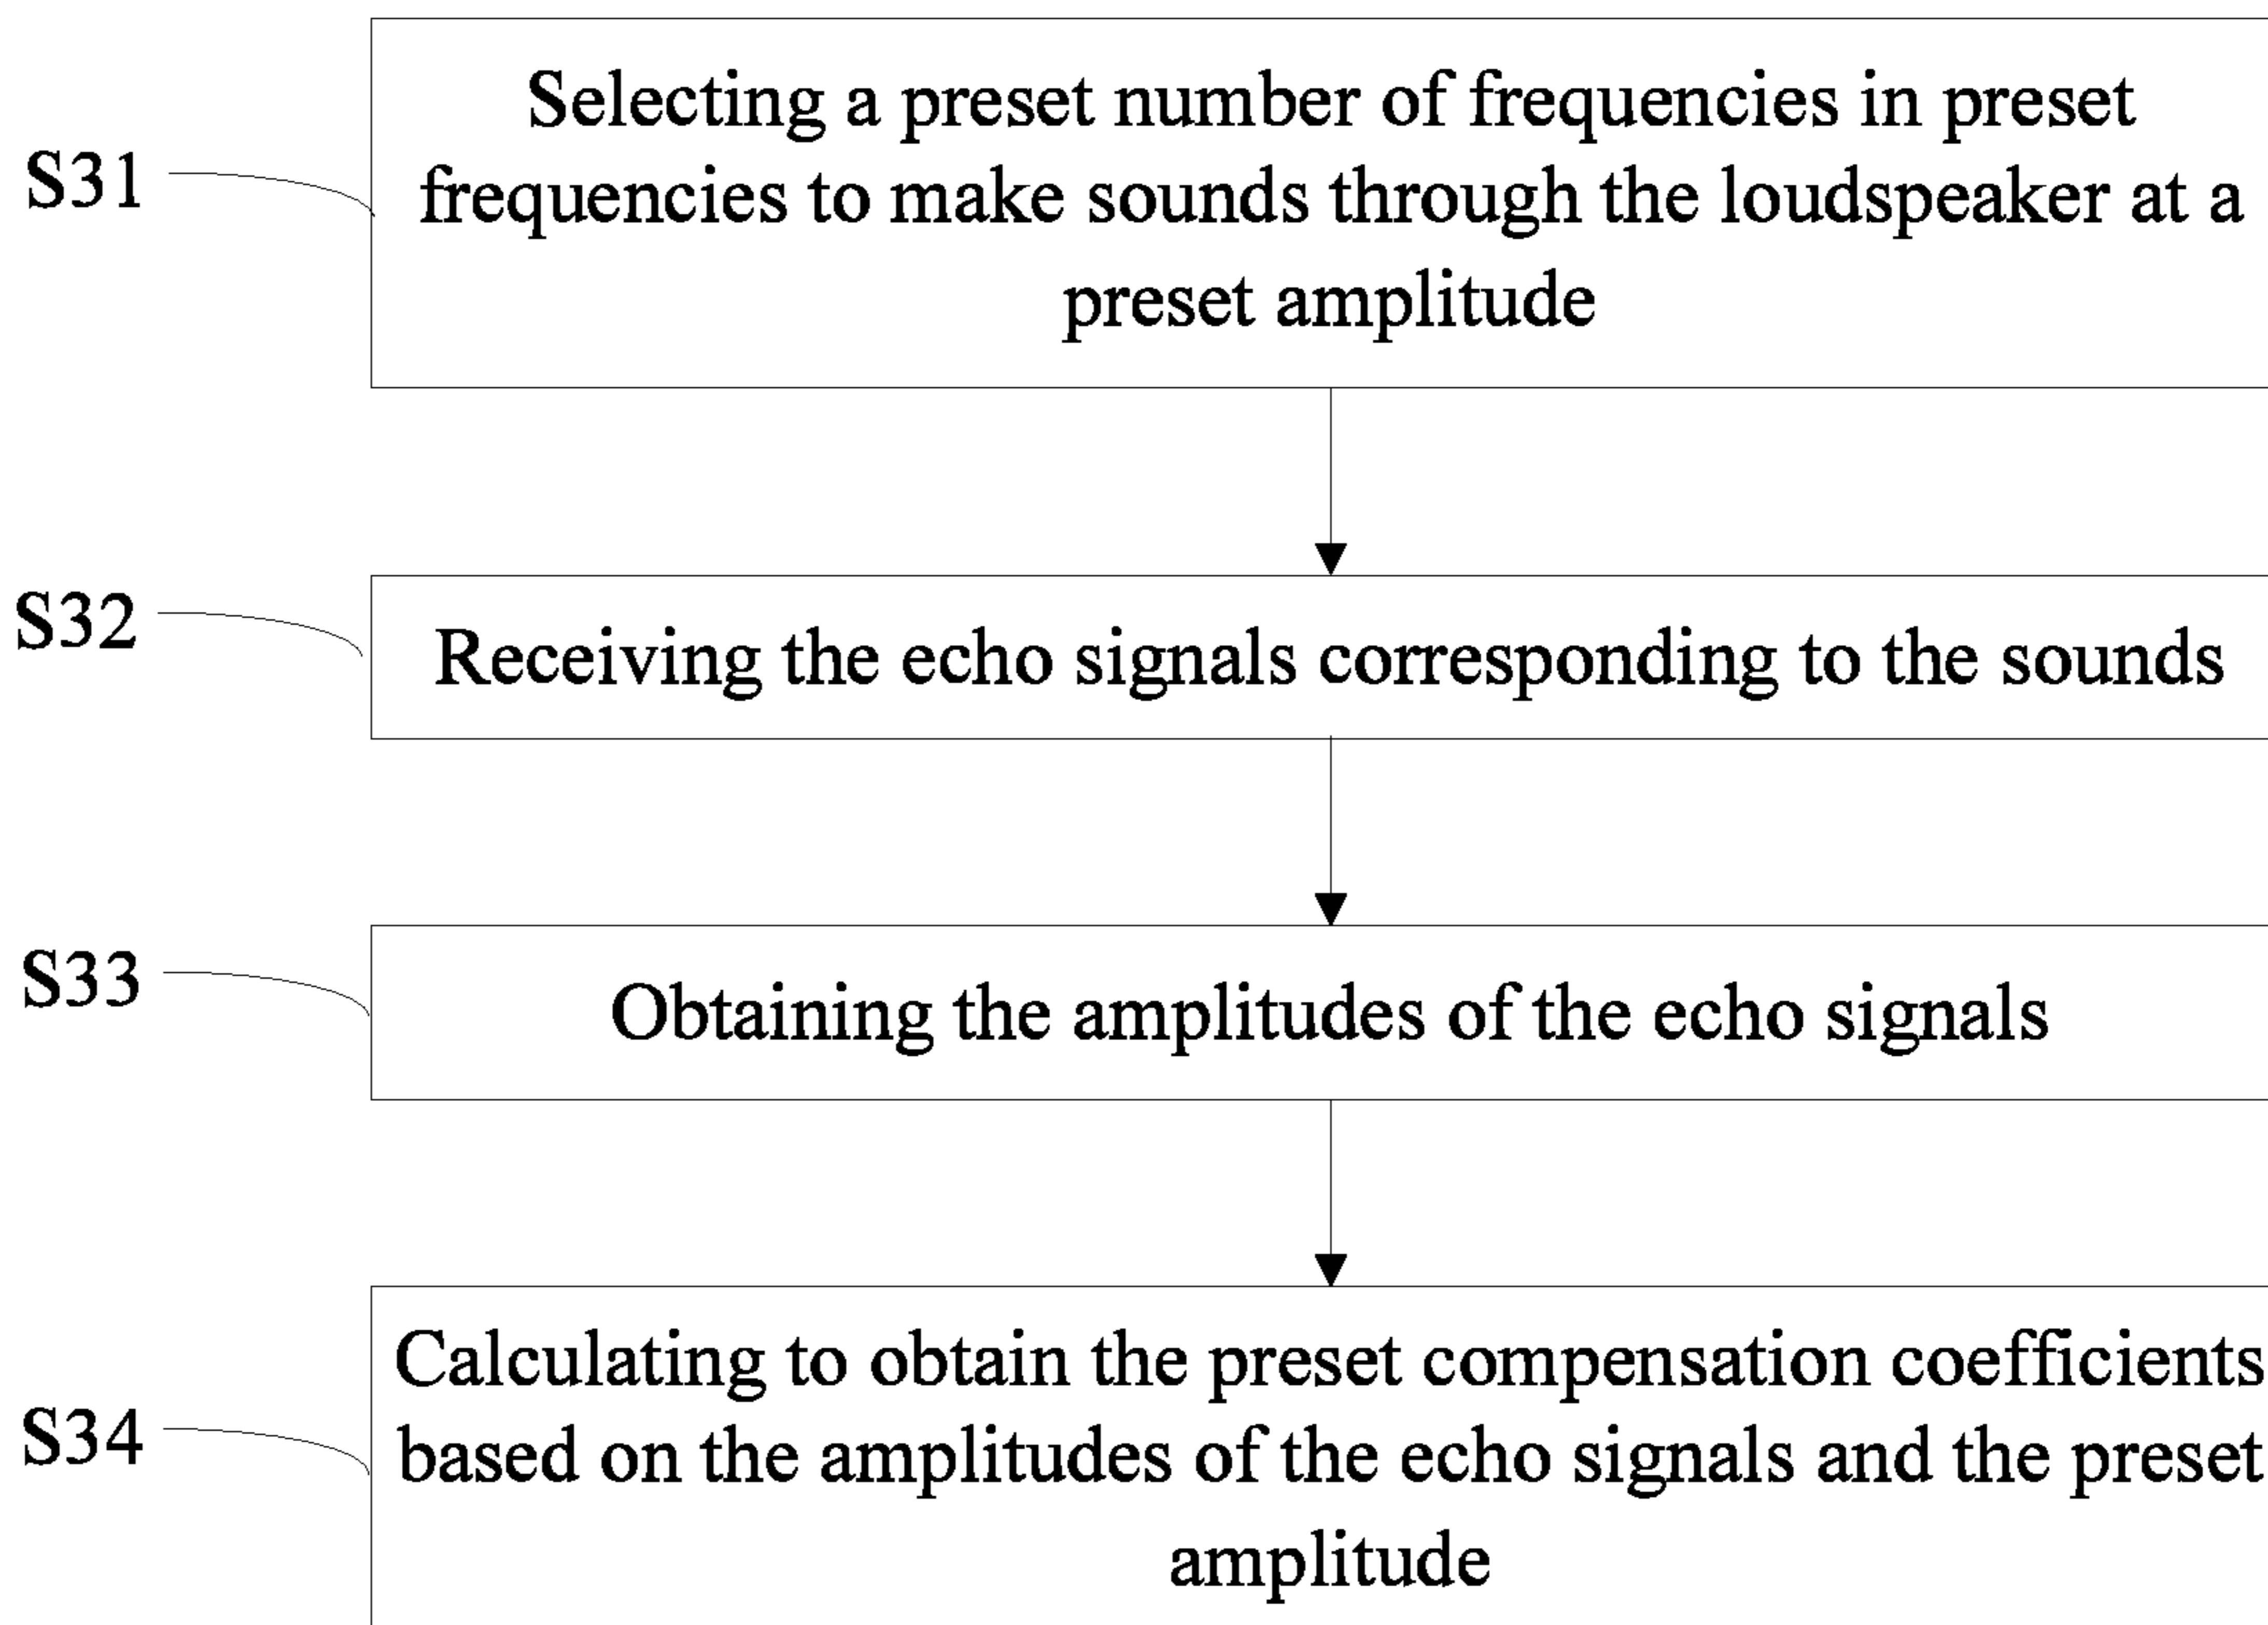 Selecting a preset number of frequencies in preset
S31
frequencies to make sounds through the loudspeaker at a
preset amplitude
S32
Receiving the echo signals corresponding to the sounds
S33
Obtaining the amplitudes of the echo signals
Calculating to obtain the preset compensation coefficients
S34
based on the amplitudes of the echo signals and the preset
amplitude